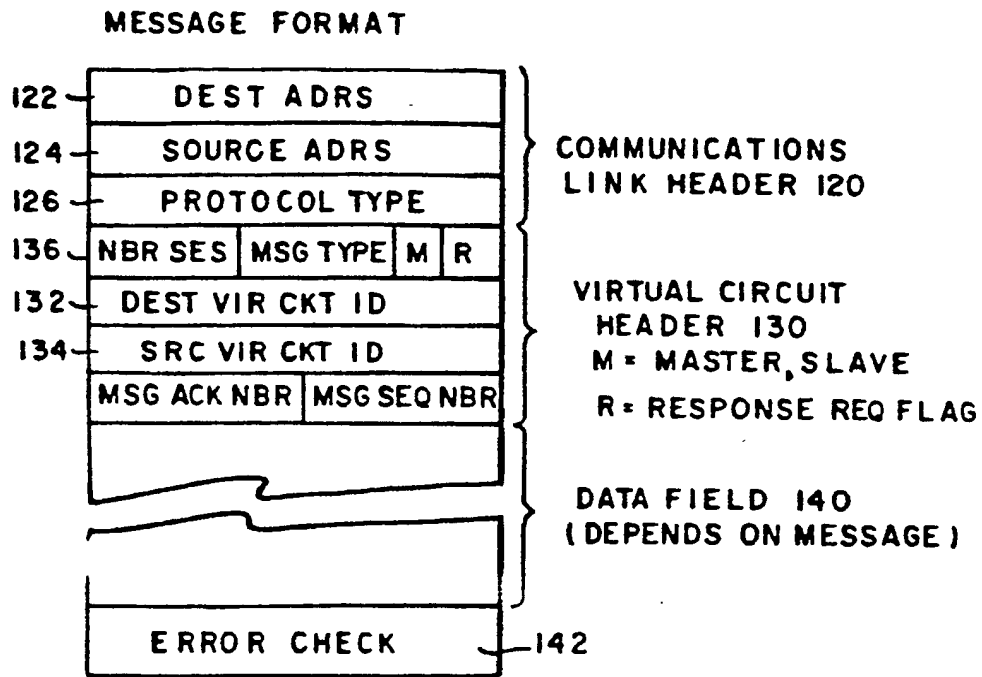 MESSAGE FORMAT
122 DEST ADRS
124 SOURCE ADRS
126 PROTOCOL TYPE
COMMUNICATIONS
LINK HEADER 120
136 NBR SES MSG TYPE M R
132 DEST VIR CKT ID
134 SRC VIR CKT ID
MSG ACK NBR MSG SEQ NBR
VIRTUAL CIRCUIT
HEADER 130
M = MASTER, SLAVE
R = RESPONSE REQ FLAG
DATA FIELD 140
(DEPENDS ON MESSAGE)
ERROR CHECK 142